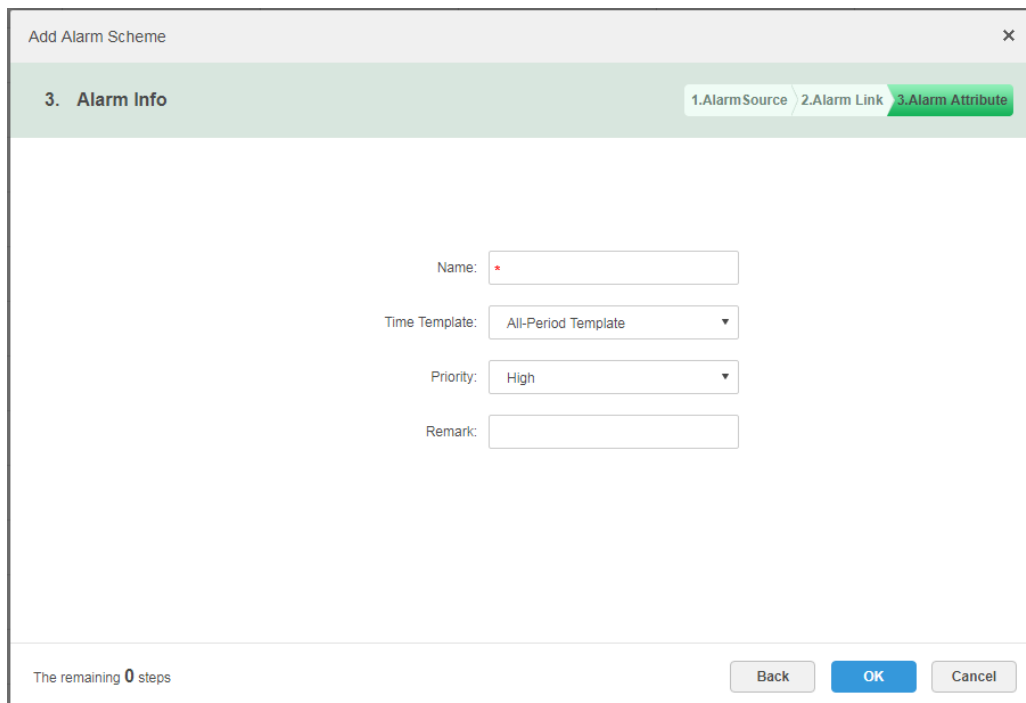 Add Alarm Scheme ×
3. Alarm Info
1.AlarmSource 2.Alarm Link 3.Alarm Attribute
Name: *
Time Template: All-Period Template
Priority: High
Remark:
The remaining 0 steps
Back OK Cancel